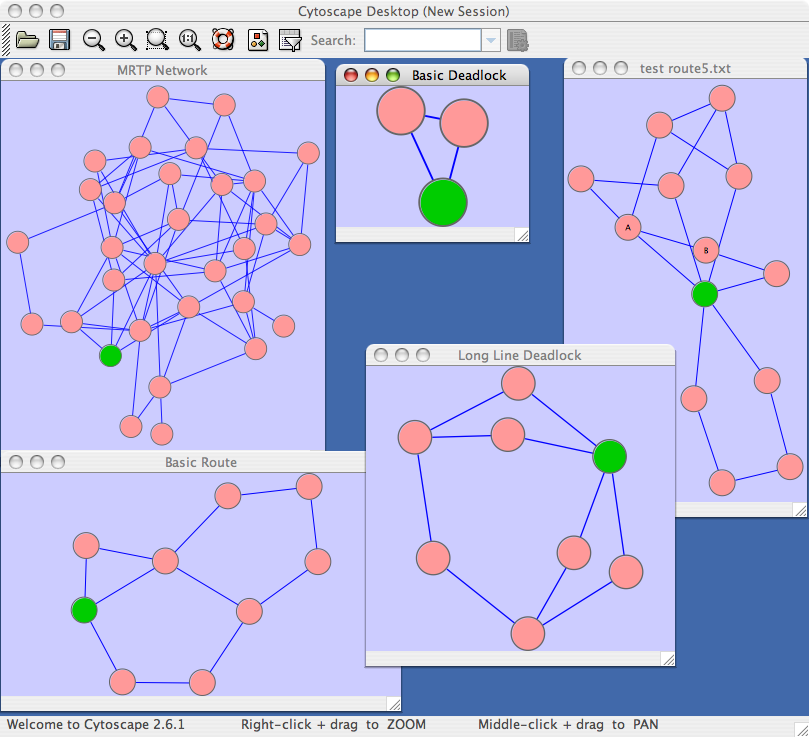 Cytoscape Desktop (New Session)
Search:
MRTP Network
Basic Deadlock
test route5.txt
A
B
Long Line Deadlock
Basic Route
Welcome to Cytoscape 2.6.1 Right-click + drag to ZOOM Middle-click + drag to PAN